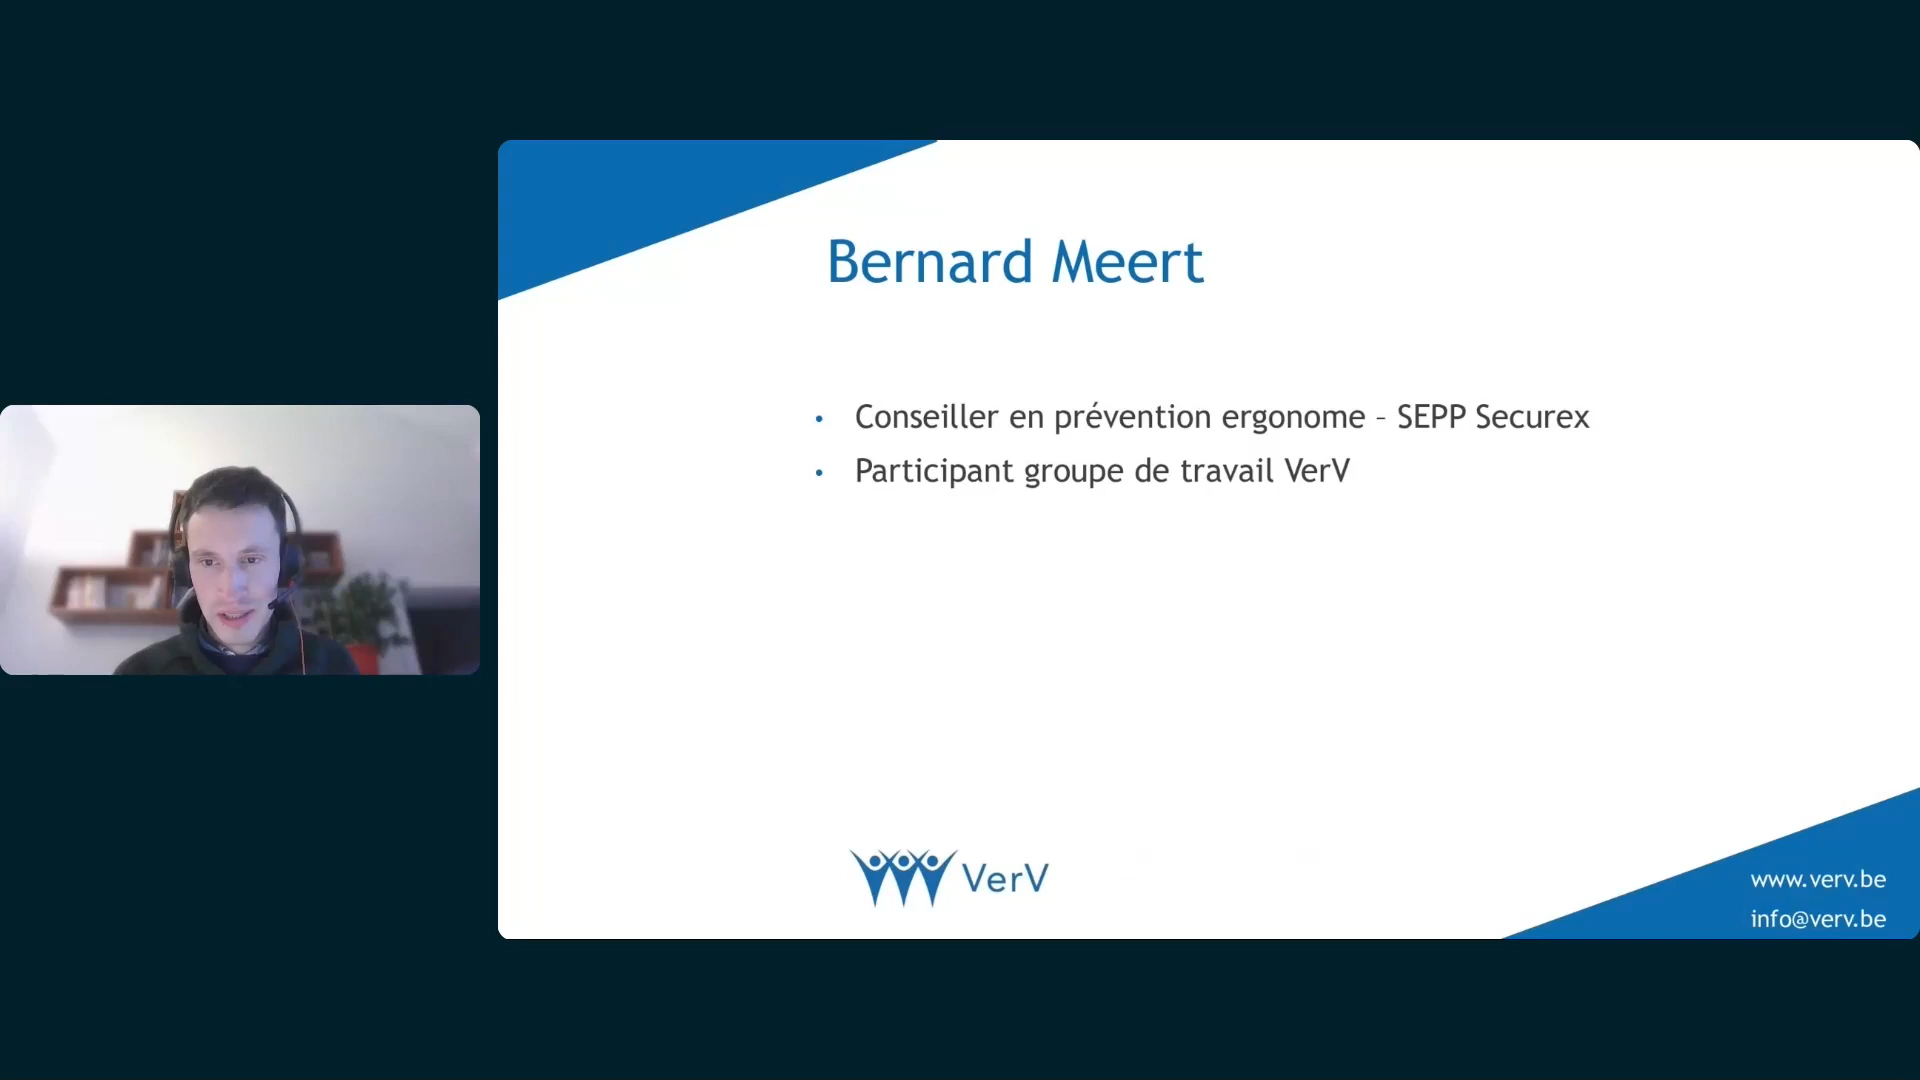 Bernard Meert
• Conseiller en prévention ergonome – SEPP Securex
• Participant groupe de travail VerV
VerV
www.verv.be
info@verv.be